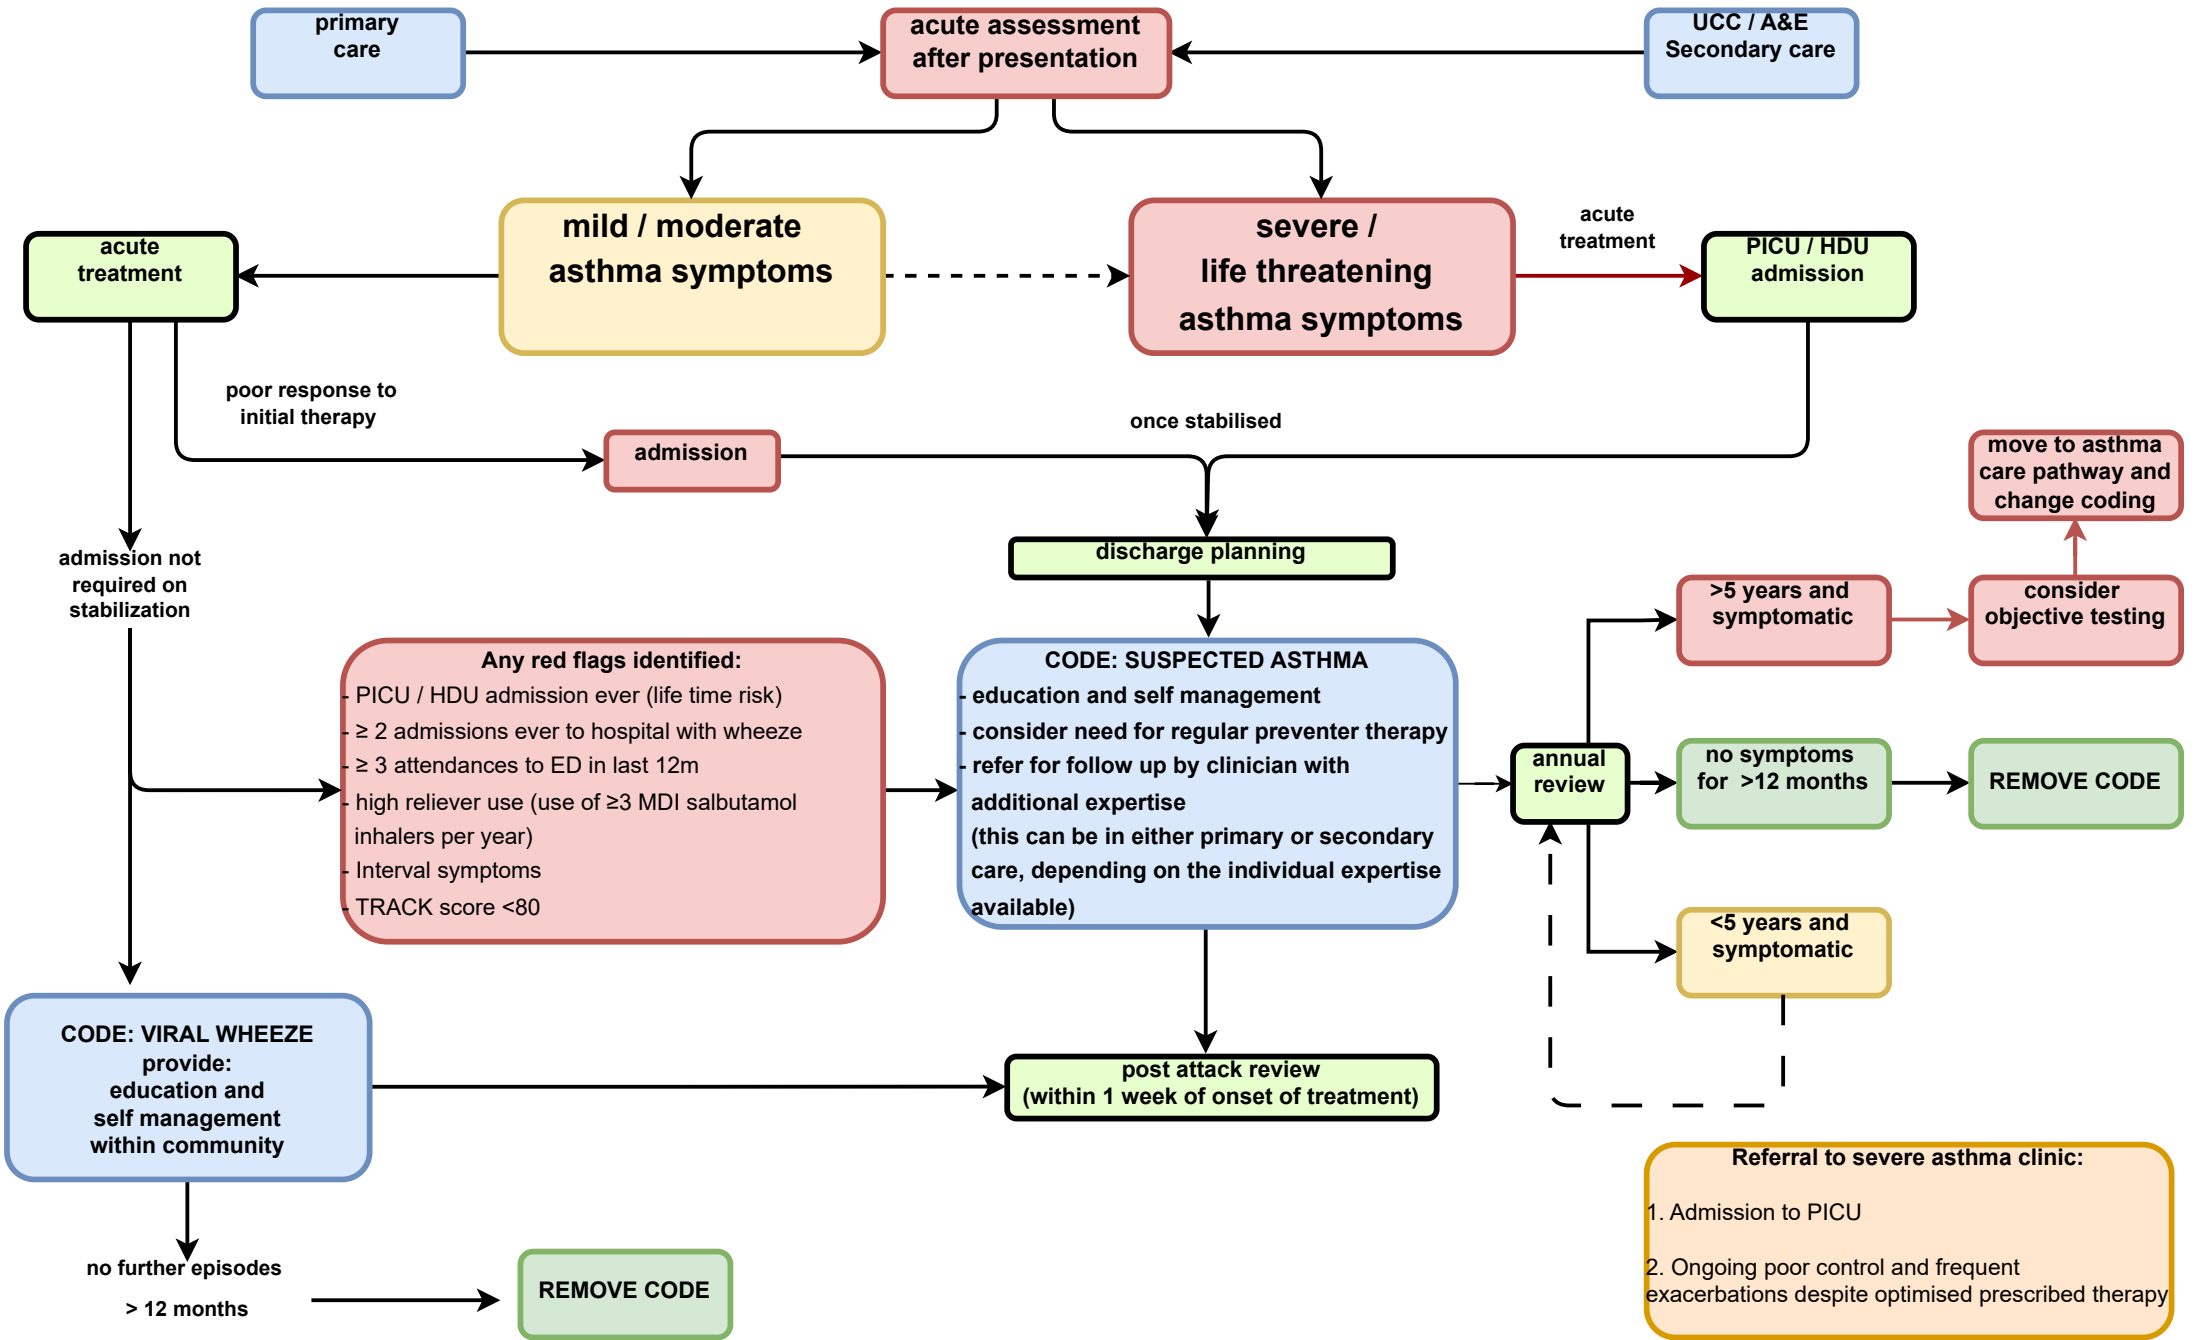 primary
care
acute assessment
after presentation
UCC / A&E
Secondary care
mild / moderate
asthma symptoms
severe /
life threatening
asthma symptoms
acute
treatment
acute
treatment
PICU / HDU
admission
poor response to
initial therapy
once stabilised
admission
move to asthma
care pathway and
change coding
admission not
required on
stabilization
discharge planning
>5 years and
symptomatic
consider
objective testing
Any red flags identified:
- PICU / HDU admission ever (life time risk)
- ≥ 2 admissions ever to hospital with wheeze
- ≥ 3 attendances to ED in last 12m
- high reliever use (use of ≥3 MDI salbutamol
inhalers per year)
- Interval symptoms
- TRACK score <80
CODE: SUSPECTED ASTHMA
- education and self management
- consider need for regular preventer therapy
- refer for follow up by clinician with
additional expertise
(this can be in either primary or secondary
care, depending on the individual expertise
available)
annual
review
no symptoms
for >12 months
REMOVE CODE
<5 years and
symptomatic
CODE: VIRAL WHEEZE
provide:
education and
self management
within community
post attack review
(within 1 week of onset of treatment)
no further episodes
> 12 months
REMOVE CODE
Referral to severe asthma clinic:
1. Admission to PICU
2. Ongoing poor control and frequent
exacerbations despite optimised prescribed therapy